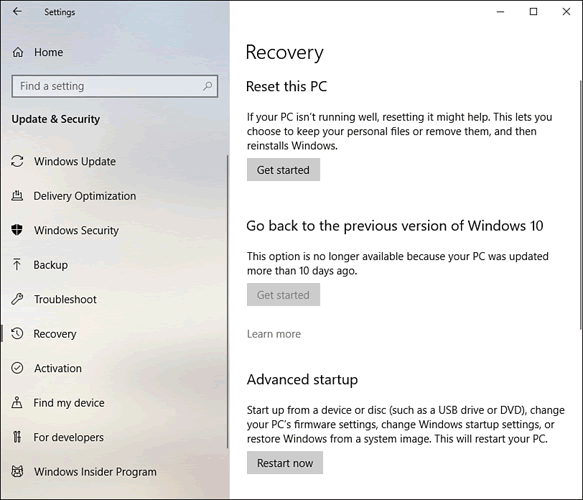 Settings
Home
Find a setting
Update & Security
Windows Update
Delivery Optimization
Windows Security
Backup
Troubleshoot
Recovery
Activation
Find my device
For developers
Windows Insider Program
Recovery
Reset this PC
If your PC isn't running well, resetting it might help. This lets you
choose to keep your personal files or remove them, and then
reinstalls Windows.
Get started
Go back to the previous version of Windows 10
This option is no longer available because your PC was updated
more than 10 days ago.
Get started
Learn more
Advanced startup
Start up from a device or disc (such as a USB drive or DVD), change
your PC's firmware settings, change Windows startup settings, or
restore Windows from a system image. This will restart your PC.
Restart now